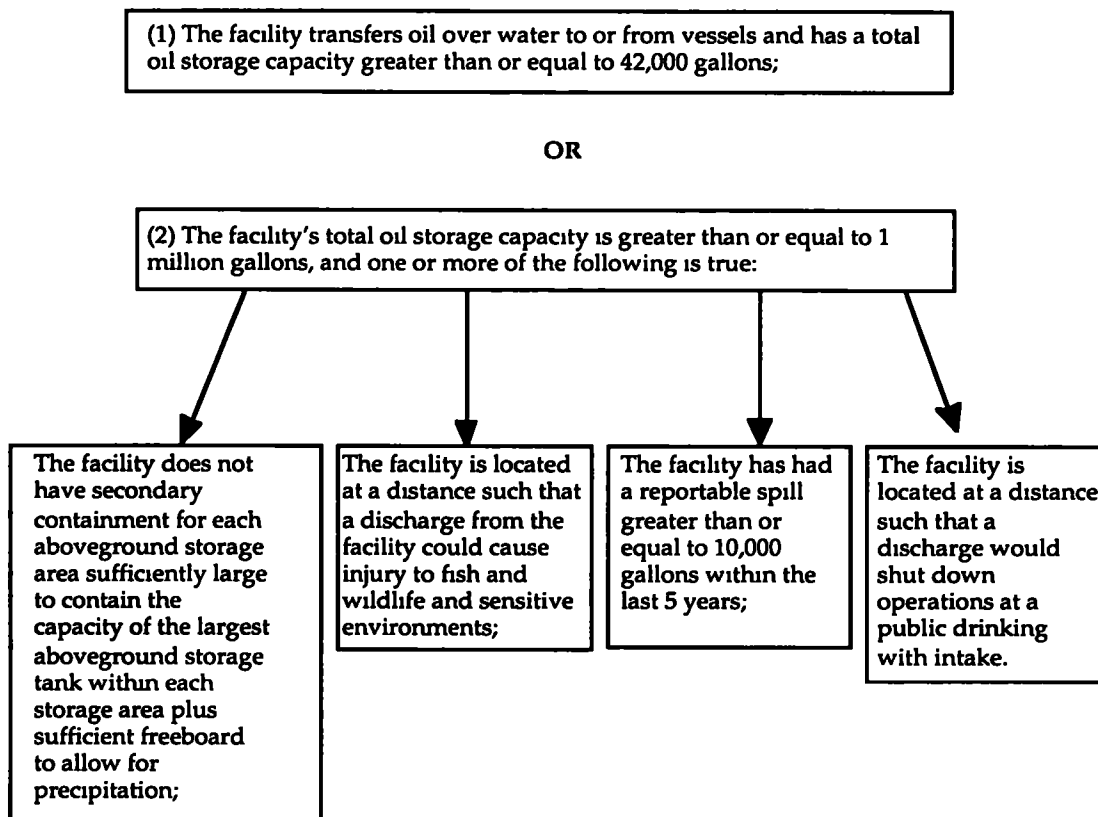 (1) The facility transfers oil over water to or from vessels and has a total
oil storage capacity greater than or equal to 42,000 gallons;
OR
(2) The facility's total oil storage capacity is greater than or equal to 1
million gallons, and one or more of the following is true:
The facility does not
have secondary
containment for each
aboveground storage
area sufficiently large
to contain the
capacity of the largest
aboveground storage
tank within each
storage area plus
sufficient freeboard
to allow for
precipitation;
The facility is located
at a distance such that
a discharge from the
facility could cause
injury to fish and
wildlife and sensitive
environments;
The facility has had
a reportable spill
greater than or
equal to 10,000
gallons within the
last 5 years;
The facility is
located at a distance
such that a
discharge would
shut down
operations at a
public drinking
with intake.